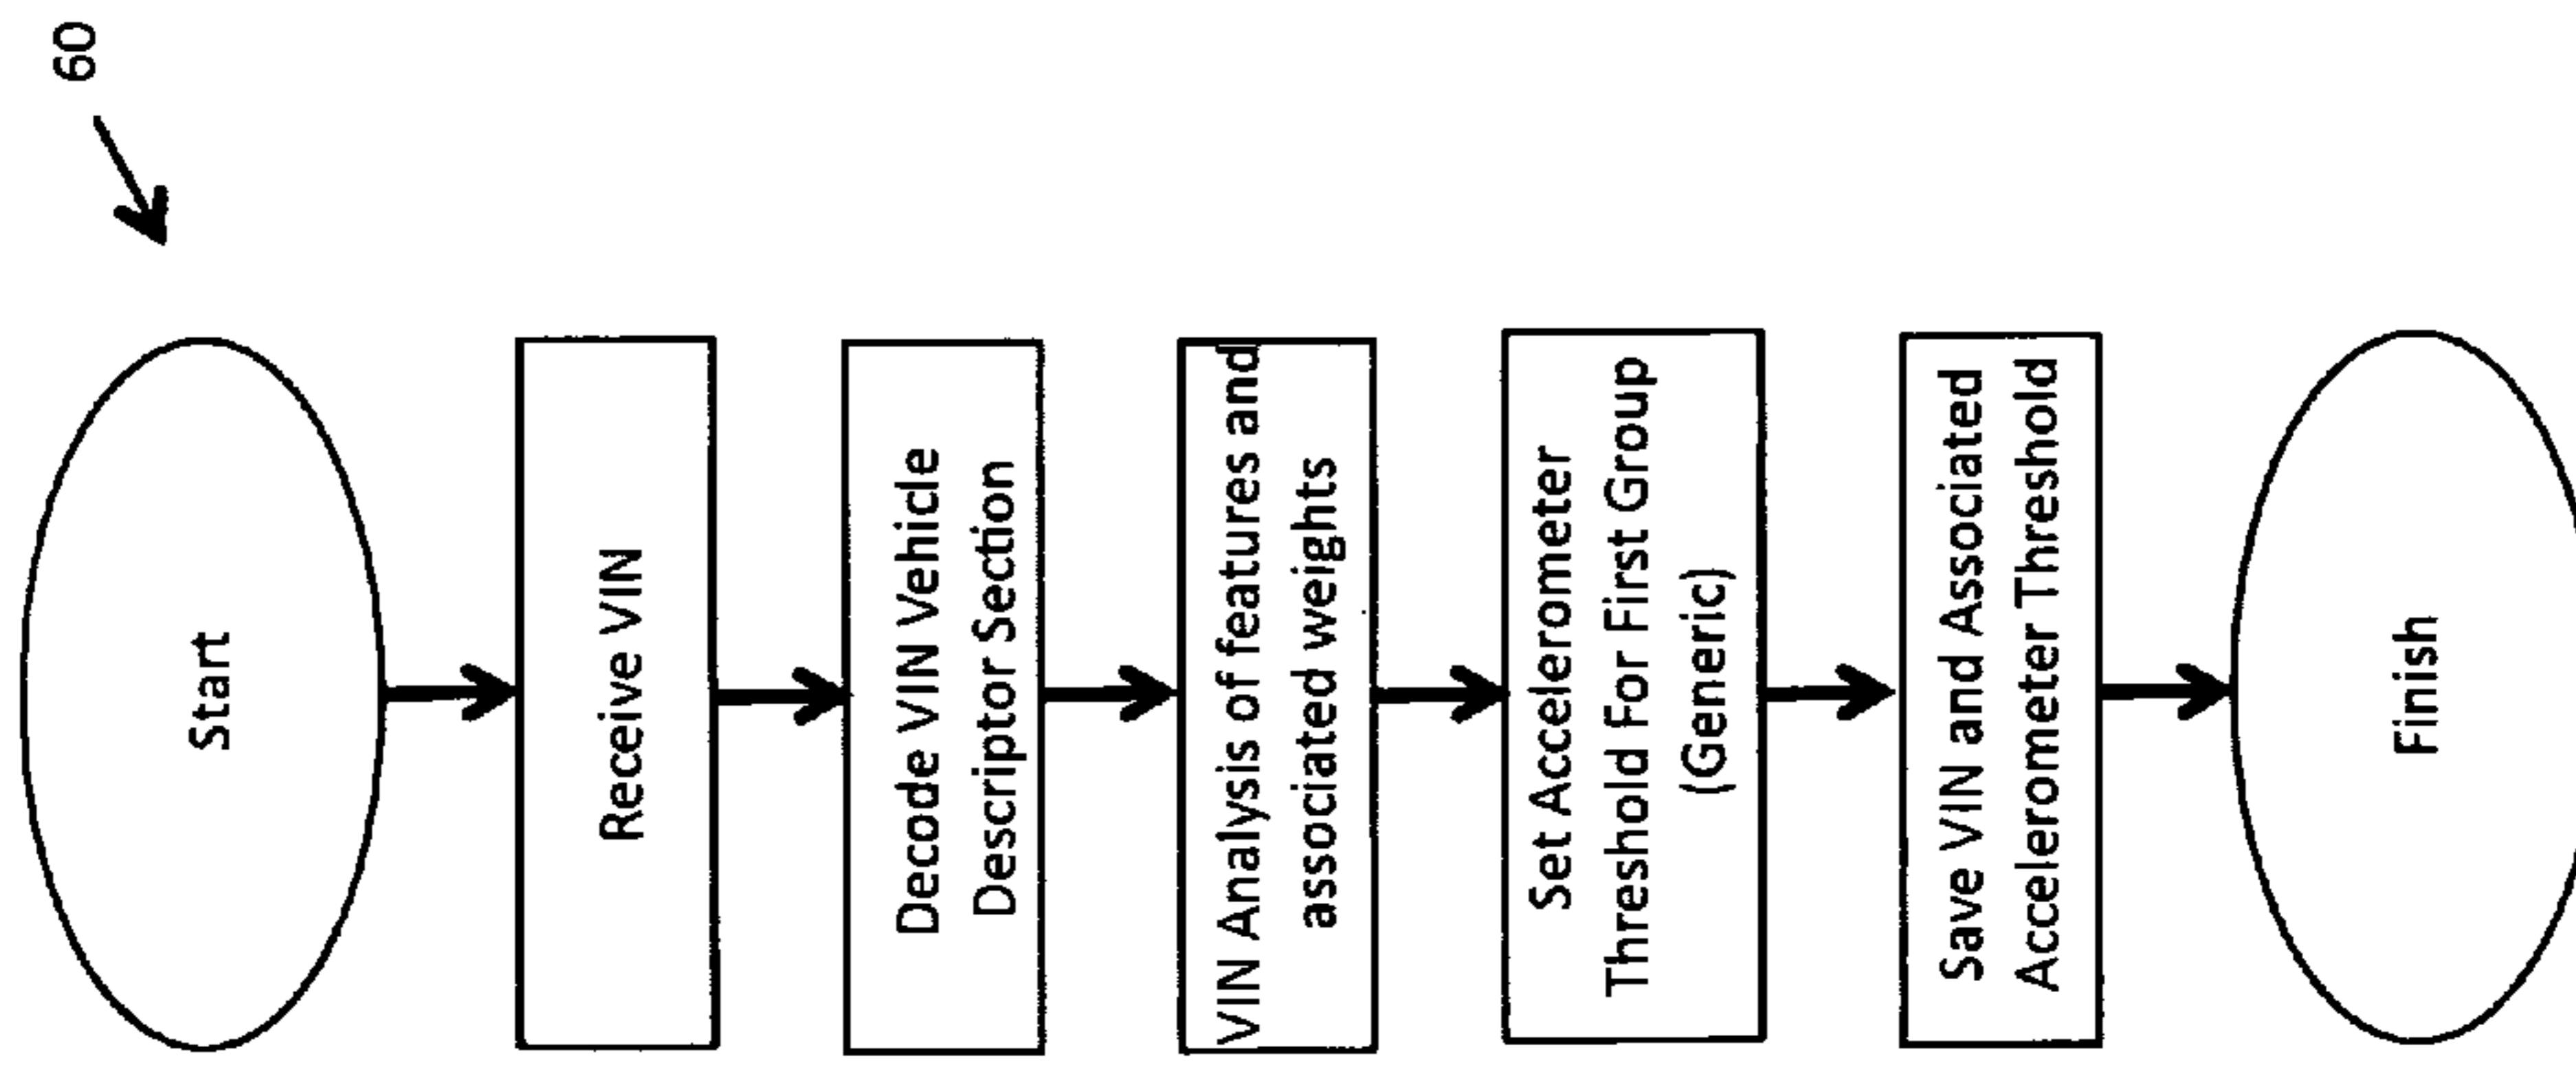 60
Start
Receive VIN
Decode VIN Vehicle
Descriptor Section
VIN Analysis of features and
associated weights
Set Accelerometer
Threshold For First Group
(Generic)
Save VIN and Associated
Accelerometer Threshold
Finish